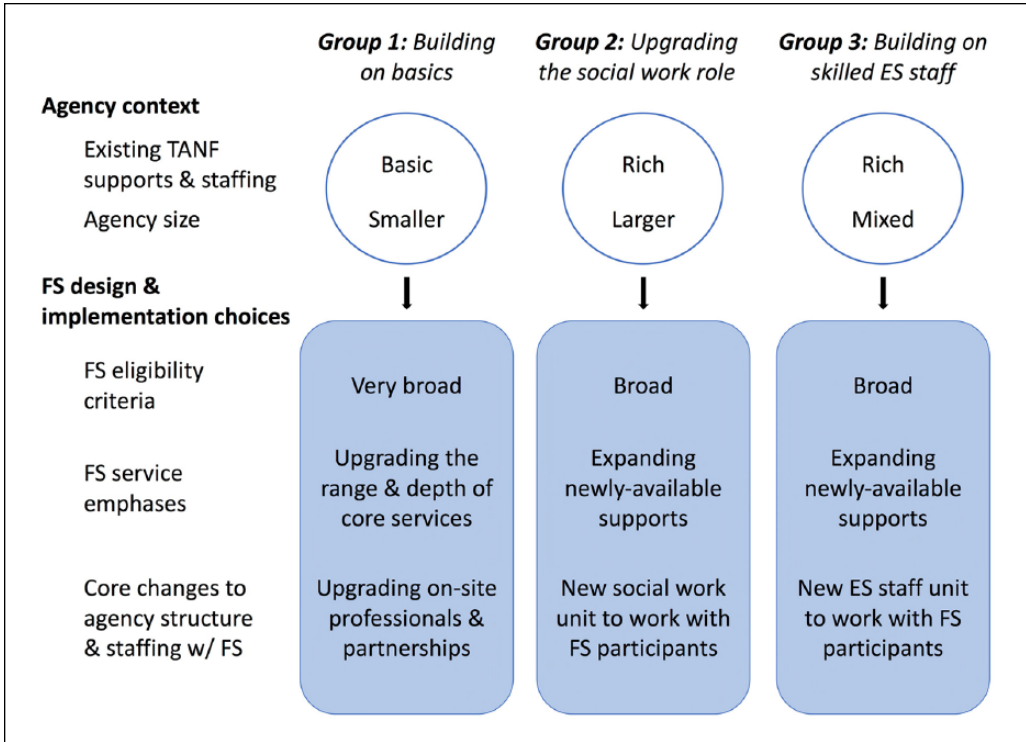 Group 1: Building
on basics
Group 2: Upgrading
the social work role
Group 3: Building on
skilled ES staff
Agency context
Existing TANF
supports & staffing
Basic
Rich
Rich
Agency size
Smaller
Larger
Mixed
FS design &
implementation choices
FS eligibility
criteria
Very broad
Broad
Broad
FS service
emphases
Upgrading the
range & depth of
core services
Expanding
newly-available
supports
Expanding
newly-available
supports
Core changes to
agency structure
& staffing w/ FS
Upgrading on-site
professionals &
partnerships
New social work
unit to work with
FS participants
New ES staff unit
to work with FS
participants